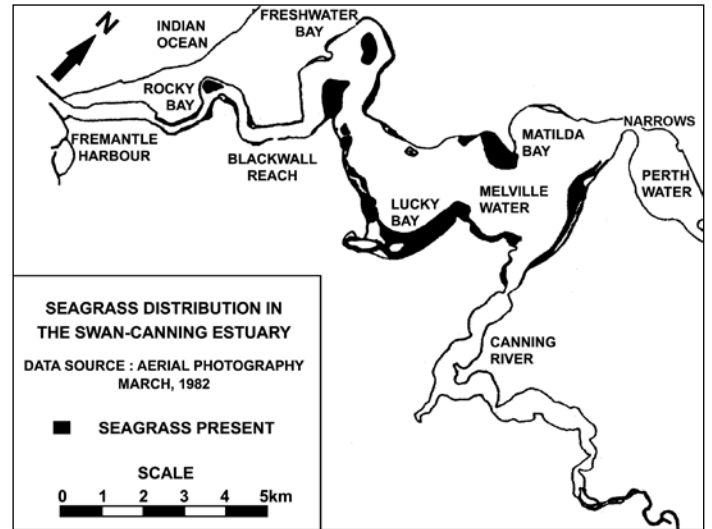 N
INDIAN
OCEAN
FRESHWATER
BAY
ROCKY
BAY
FREMANTLE
HARBOUR
BLACKWALL
REACH
MATILDA
BAY
NARROWS
PERTH
WATER
LUCKY
BAY
MELVILLE
WATER
CANNING
RIVER
SEAGRASS DISTRIBUTION IN
THE SWAN-CANNING ESTUARY
DATA SOURCE : AERIAL PHOTOGRAPHY
MARCH, 1982
SEAGRASS PRESENT
SCALE
0 1 2 3 4 5km